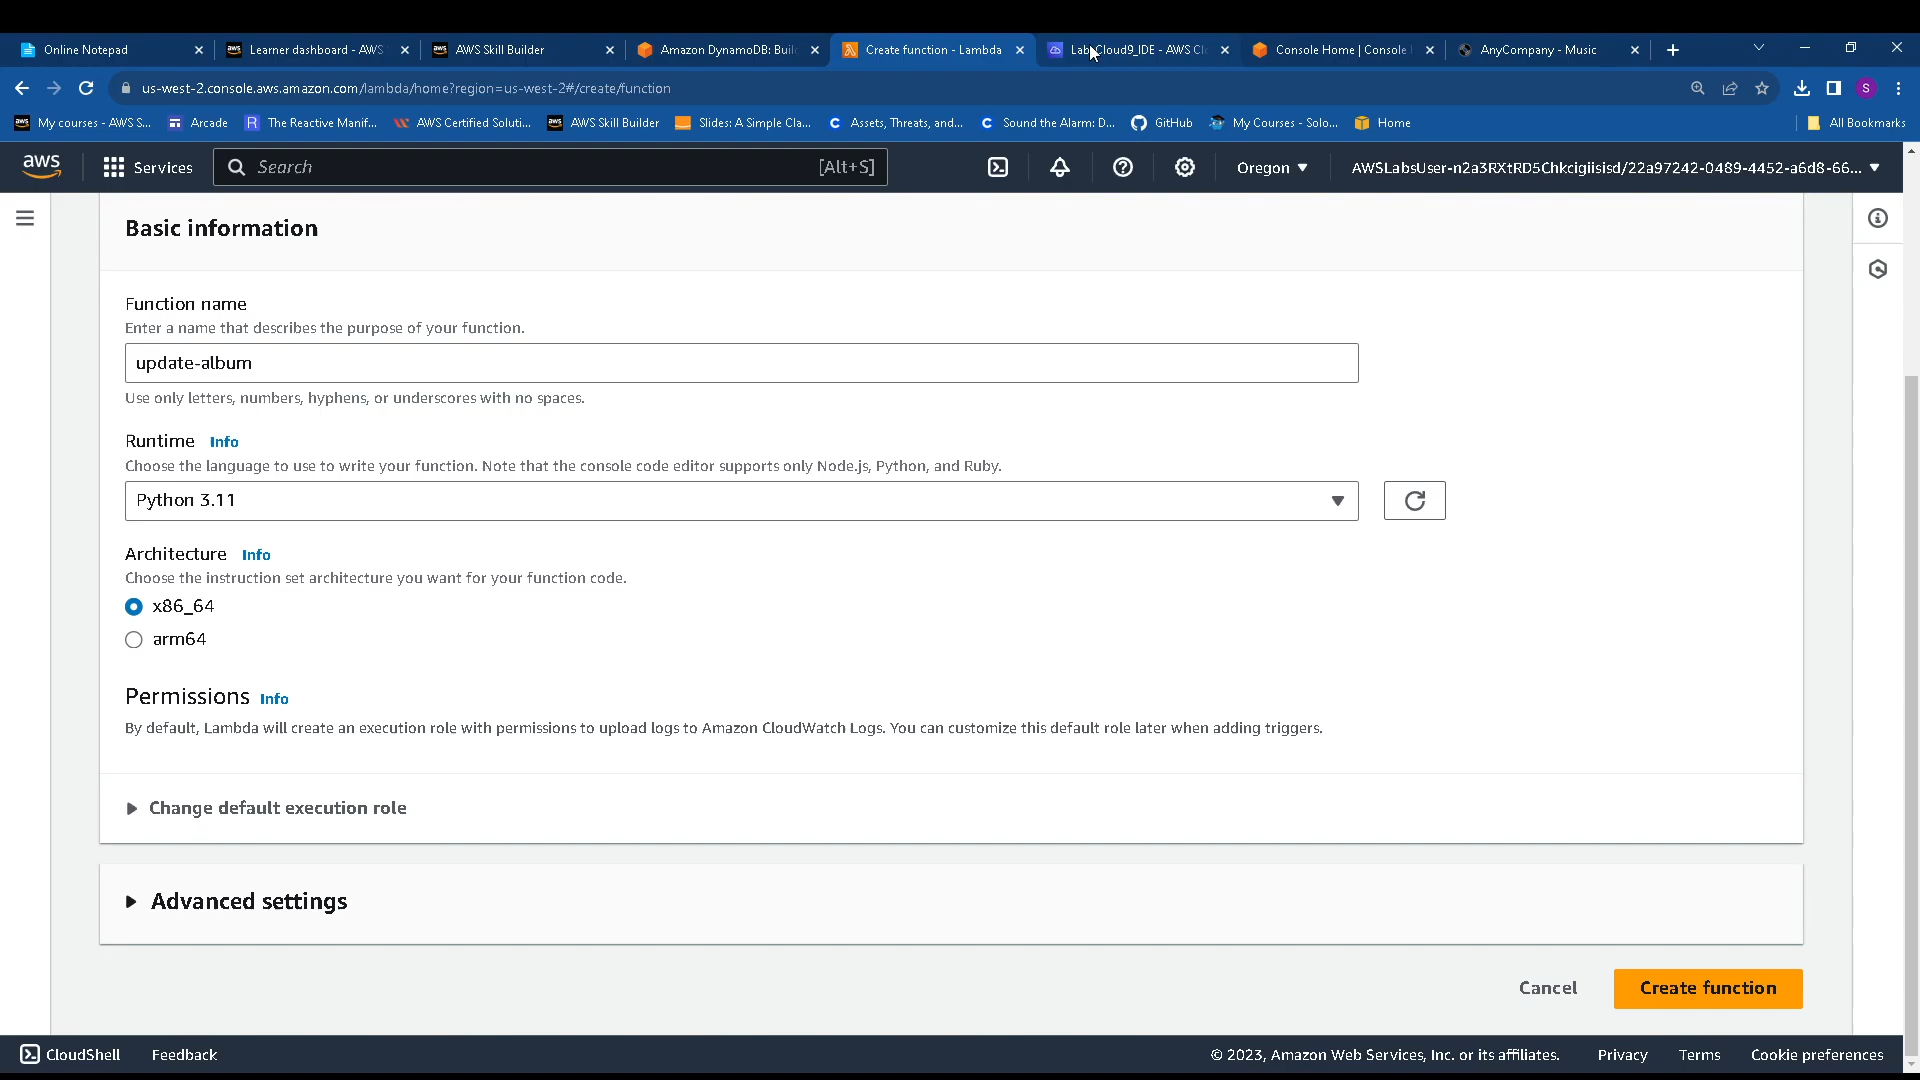 Online Notepad
Learner dashboard - AWS
AWS Skill Builder
Amazon DynamoDB: Buil
Create function - Lambda
Lab_Cloud9_IDE - AWS Cl
Console Home | Console
AnyCompany - Music
us-west-2.console.aws.amazon.com/lambda/home?region=us-west-2#/create/function
S
My courses - AWS S...
Arcade
The Reactive Manif...
AWS Certified Soluti...
AWS Skill Builder
Slides: A Simple Cla...
Assets, Threats, and...
Sound the Alarm: D...
GitHub
My Courses - Solo...
Home
All Bookmarks
aws
Services
Search
[Alt+S]
Oregon
AWSLabsUser-n2a3RXtRD5Chkcigiisisd/22a97242-0489-4452-a6d8-66...
Basic information
Function name
Enter a name that describes the purpose of your function.
update-album
Use only letters, numbers, hyphens, or underscores with no spaces.
Runtime Info
Choose the language to use to write your function. Note that the console code editor supports only Node.js, Python, and Ruby.
Python 3.11
Architecture Info
Choose the instruction set architecture you want for your function code.
x86_64
arm64
Permissions Info
By default, Lambda will create an execution role with permissions to upload logs to Amazon CloudWatch Logs. You can customize this default role later when adding triggers.
Change default execution role
Advanced settings
Cancel
Create function
CloudShell
Feedback
© 2023, Amazon Web Services, Inc. or its affiliates.
Privacy
Terms
Cookie preferences